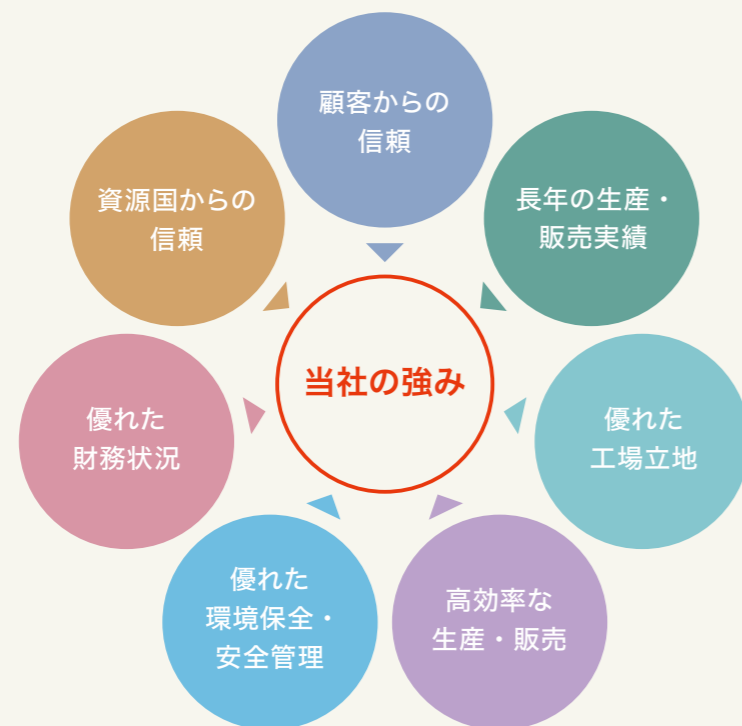 顧客からの
信頼
長年の生産・
販売実績
優れた
工場立地
高効率な
生産・販売
優れた
環境保全・
安全管理
優れた
財務状況
資源国からの
信頼
当社の強み